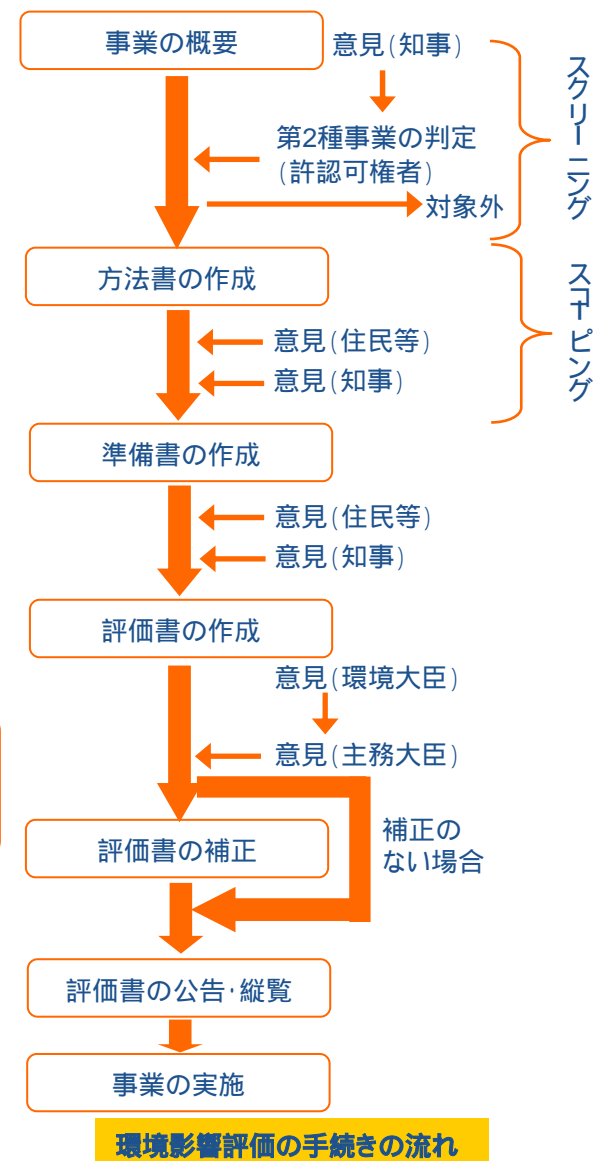 事業の概要
意見(知事)
第2種事業の判定
(許認可権者)
対象外
スクリーニング
方法書の作成
意見(住民等)
意見(知事)
スコーピング
準備書の作成
意見(住民等)
意見(知事)
評価書の作成
意見(環境大臣)
意見(主務大臣)
評価書の補正
補正の
ない場合
評価書の公告・縦覧
事業の実施
環境影響評価の手続きの流れ